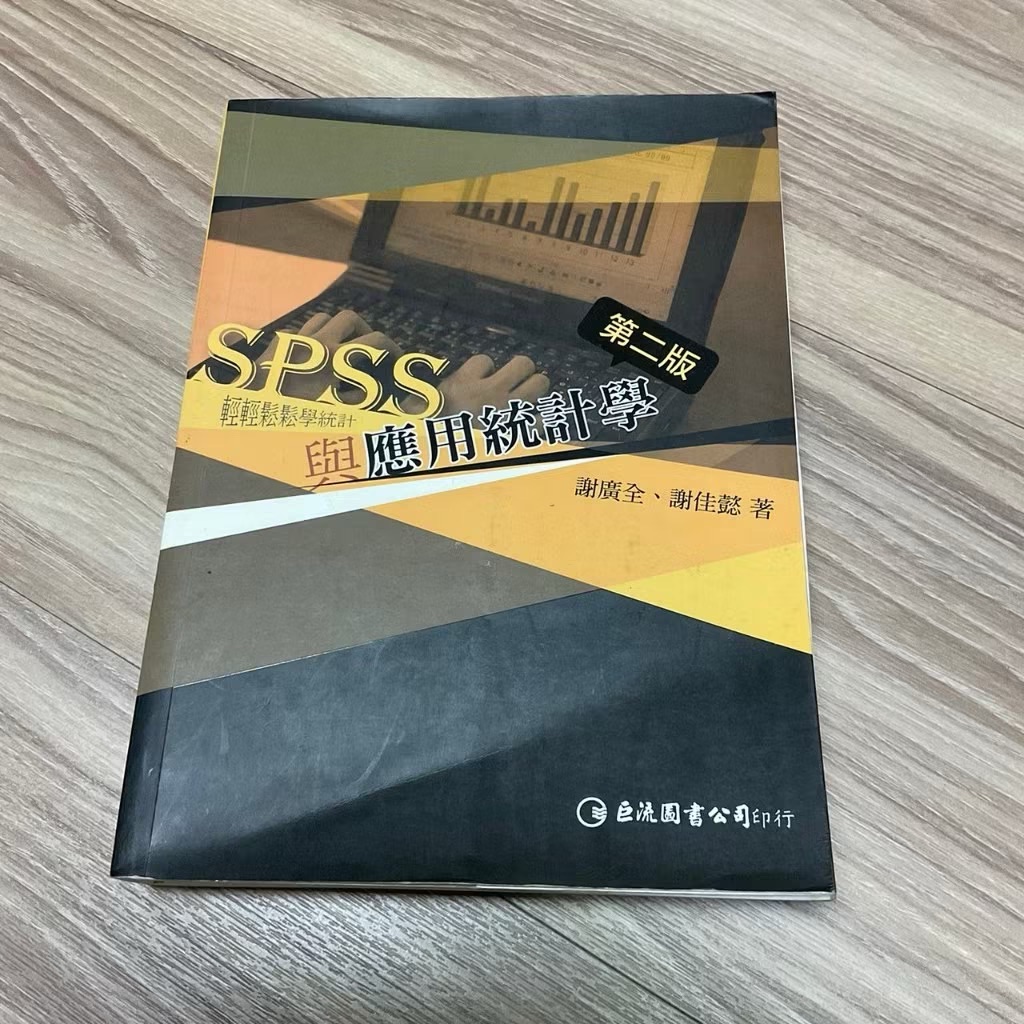 第二版
SPSS
輕輕鬆鬆學統計
與應用統計學
謝廣全、謝佳懿 著
巨流圖書公司印行